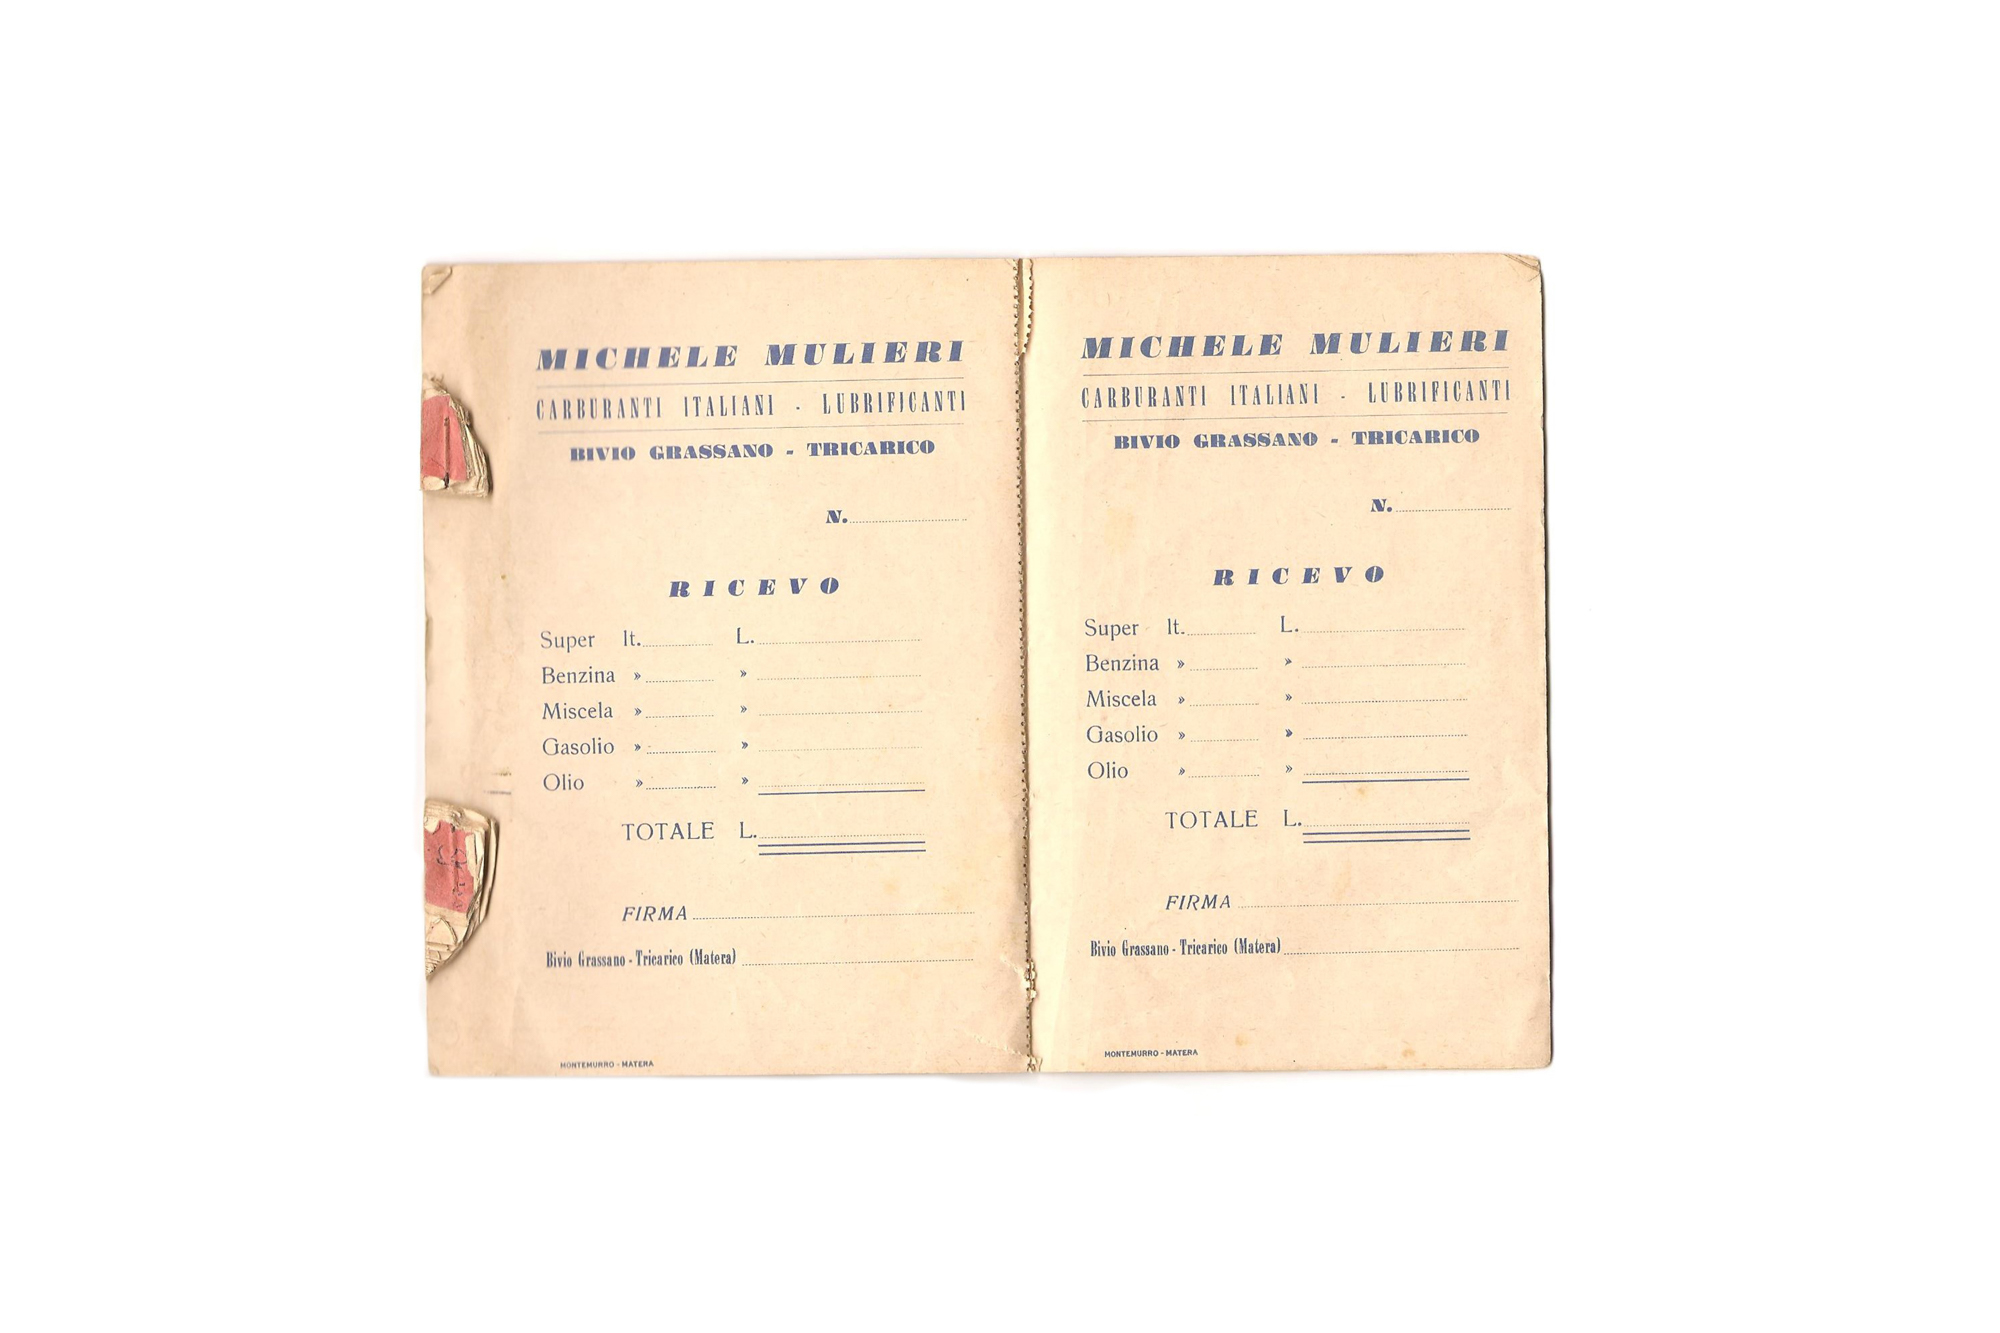 MICHELE MULIERI
CARBURANTI ITALIANI - LUBRIFICANTI
BIVIO GRASSANO - TRICARICO
N.
RICEVO
Super lt. L.
Benzina » »
Miscela » »
Gasolio » »
Olio » »
TOTALE L.
FIRMA
Bivio Grassano - Tricarico (Matera)
MONTEMURRO - MATERA
MICHELE MULIERI
CARBURANTI ITALIANI - LUBRIFICANTI
BIVIO GRASSANO - TRICARICO
N.
RICEVO
Super lt. L.
Benzina » »
Miscela » »
Gasolio » »
Olio » »
TOTALE L.
FIRMA
Bivio Grassano - Tricarico (Matera)
MONTEMURRO - MATERA